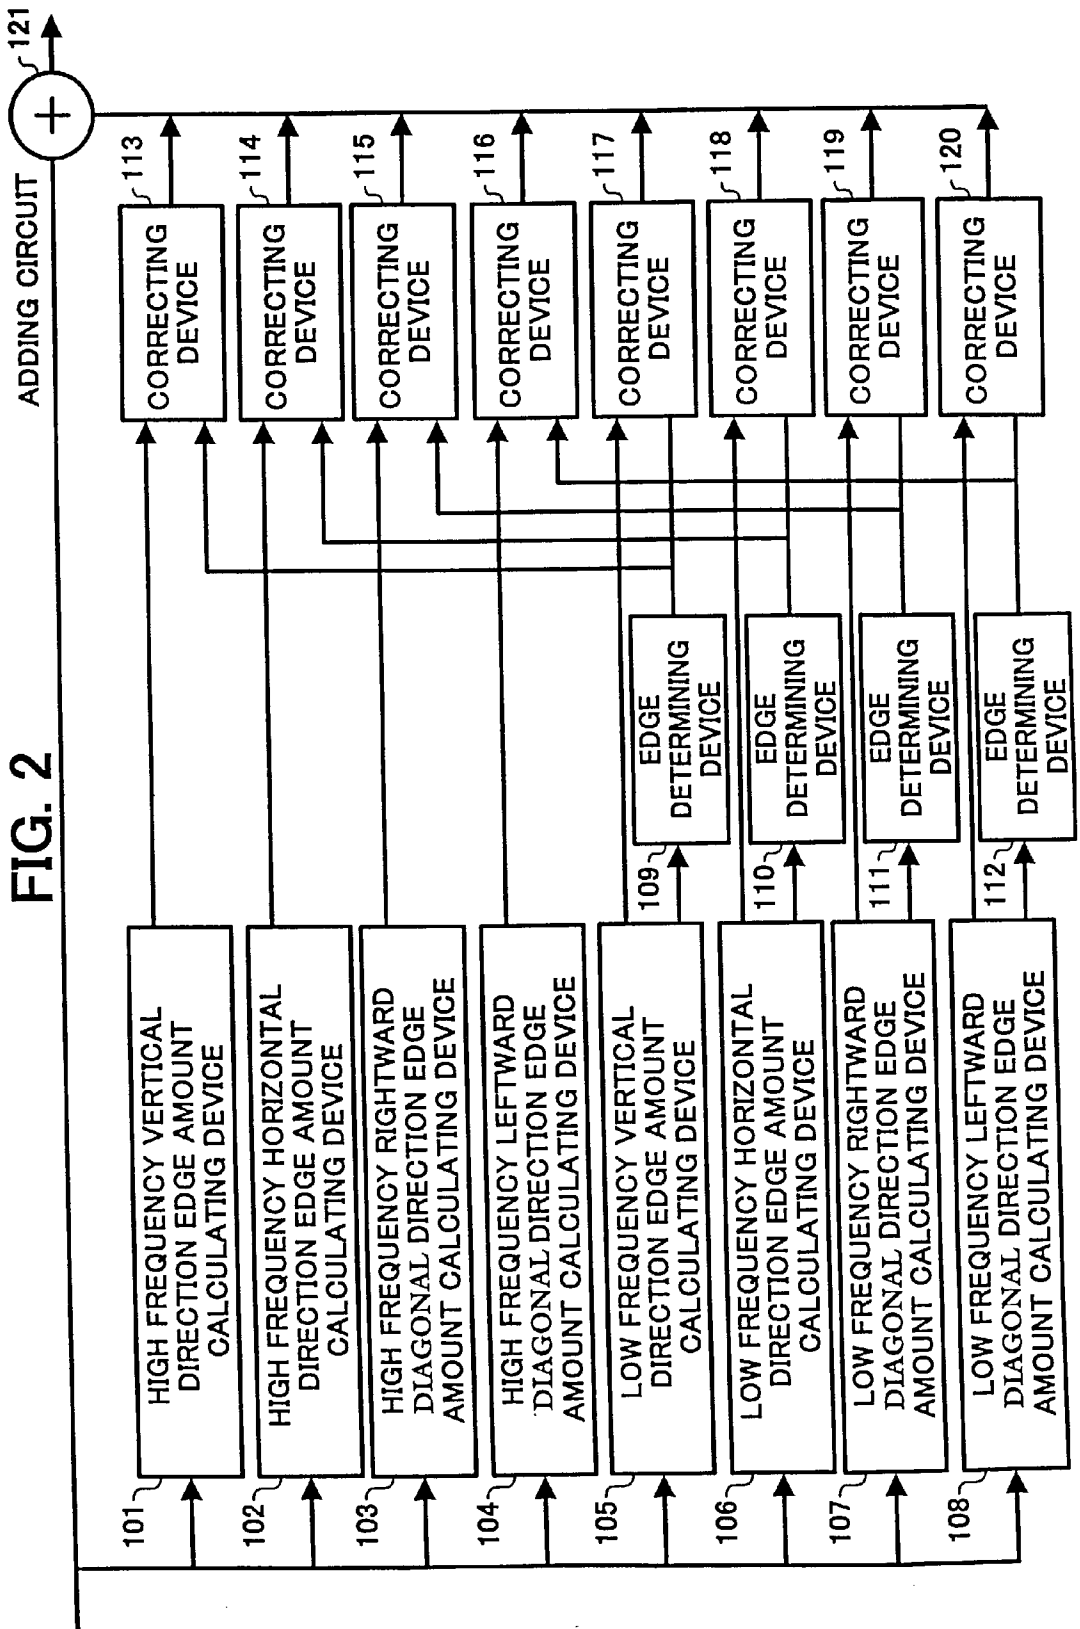 FIG. 2
ADDING CIRCUIT
121
101
HIGH FREQUENCY VERTICAL
DIRECTION EDGE AMOUNT
CALCULATING DEVICE
CORRECTING
DEVICE
113
102
HIGH FREQUENCY HORIZONTAL
DIRECTION EDGE AMOUNT
CALCULATING DEVICE
CORRECTING
DEVICE
114
103
HIGH FREQUENCY RIGHTWARD
DIAGONAL DIRECTION EDGE
AMOUNT CALCULATING DEVICE
CORRECTING
DEVICE
115
104
HIGH FREQUENCY LEFTWARD
DIAGONAL DIRECTION EDGE
AMOUNT CALCULATING DEVICE
CORRECTING
DEVICE
116
105
LOW FREQUENCY VERTICAL
DIRECTION EDGE AMOUNT
CALCULATING DEVICE
109
EDGE
DETERMINING
DEVICE
CORRECTING
DEVICE
117
106
LOW FREQUENCY HORIZONTAL
DIRECTION EDGE AMOUNT
CALCULATING DEVICE
110
EDGE
DETERMINING
DEVICE
CORRECTING
DEVICE
118
107
LOW FREQUENCY RIGHTWARD
DIAGONAL DIRECTION EDGE
AMOUNT CALCULATING DEVICE
111
EDGE
DETERMINING
DEVICE
CORRECTING
DEVICE
119
108
LOW FREQUENCY LEFTWARD
DIAGONAL DIRECTION EDGE
AMOUNT CALCULATING DEVICE
112
EDGE
DETERMINING
DEVICE
CORRECTING
DEVICE
120